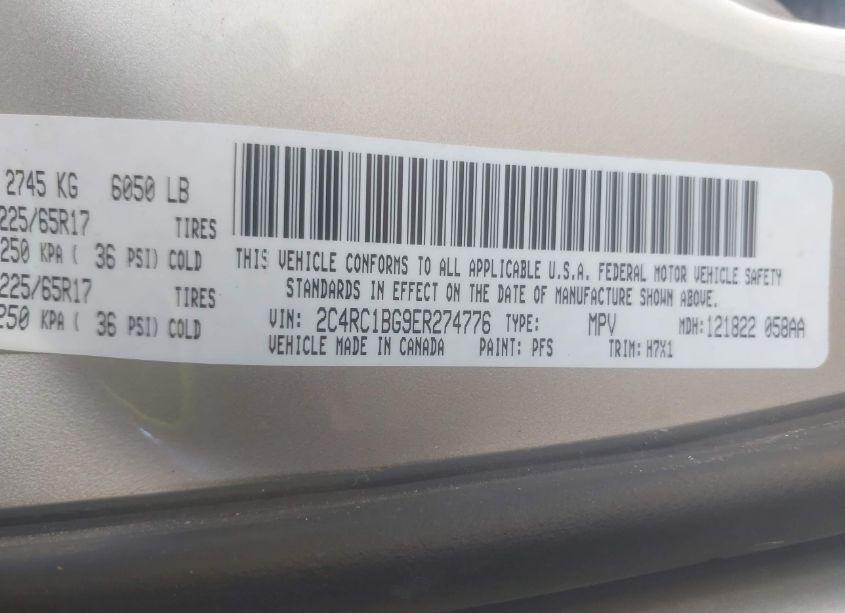 2745 KG 6050 LB
225/65R17 TIRES
250 KPA ( 36 PSI) COLD
225/65R17 TIRES
250 KPA ( 36 PSI) COLD
THIS VEHICLE CONFORMS TO ALL APPLICABLE U.S.A. FEDERAL MOTOR VEHICLE SAFETY
STANDARDS IN EFFECT ON THE DATE OF MANUFACTURE SHOWN ABOVE.
VIN: 2C4RC1BG9ER274776 TYPE: MPV MDH:121822 058AA
VEHICLE MADE IN CANADA PAINT: PFS TRIM: H7X1